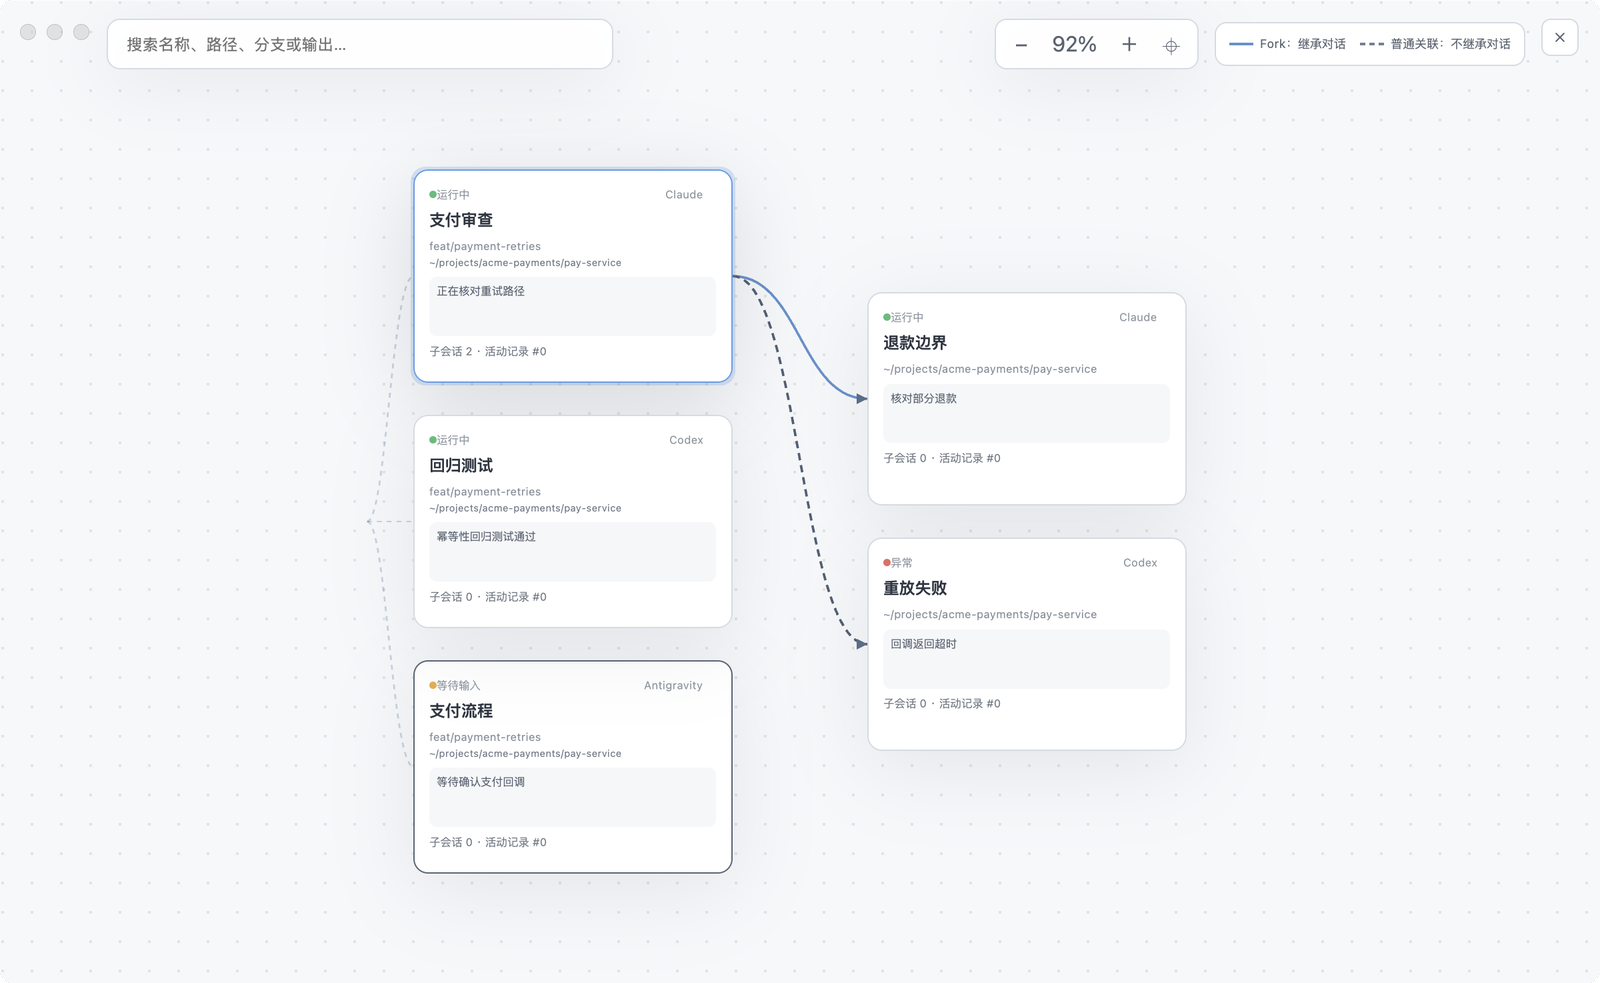 搜索名称、路径、分支或输出...
− 92% +
Fork：继承对话 普通关联：不继承对话
×
运行中 Claude
支付审查
feat/payment-retries
~/projects/acme-payments/pay-service
正在核对重试路径
子会话 2 · 活动记录 #0
运行中 Codex
回归测试
feat/payment-retries
~/projects/acme-payments/pay-service
幂等性回归测试通过
子会话 0 · 活动记录 #0
等待输入 Antigravity
支付流程
feat/payment-retries
~/projects/acme-payments/pay-service
等待确认支付回调
子会话 0 · 活动记录 #0
运行中 Claude
退款边界
~/projects/acme-payments/pay-service
核对部分退款
子会话 0 · 活动记录 #0
异常 Codex
重放失败
~/projects/acme-payments/pay-service
回调返回超时
子会话 0 · 活动记录 #0